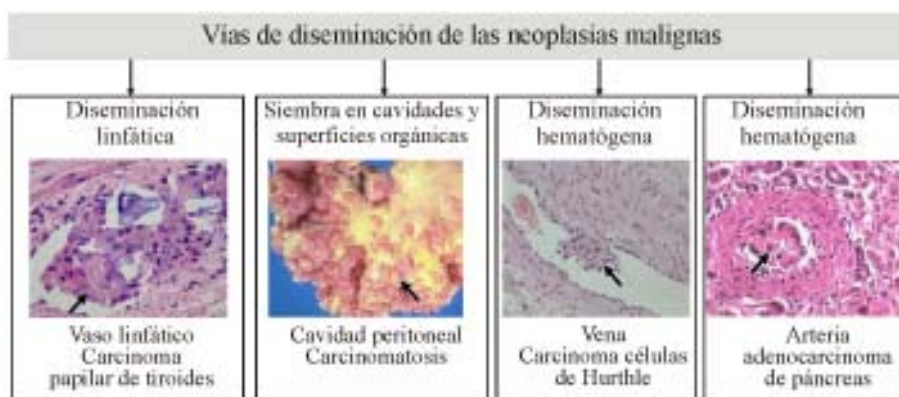 Vías de diseminación de las neoplasias malignas
Diseminación
linfática
Vaso linfático
Carcinoma
papilar de tiroides
Siembra en cavidades y
superficies orgánicas
Cavidad peritoneal
Carcinomatosis
Diseminación
hematógena
Vena
Carcinoma células
de Hurthle
Diseminación
hematógena
Arteria
adenocarcinoma
de páncreas